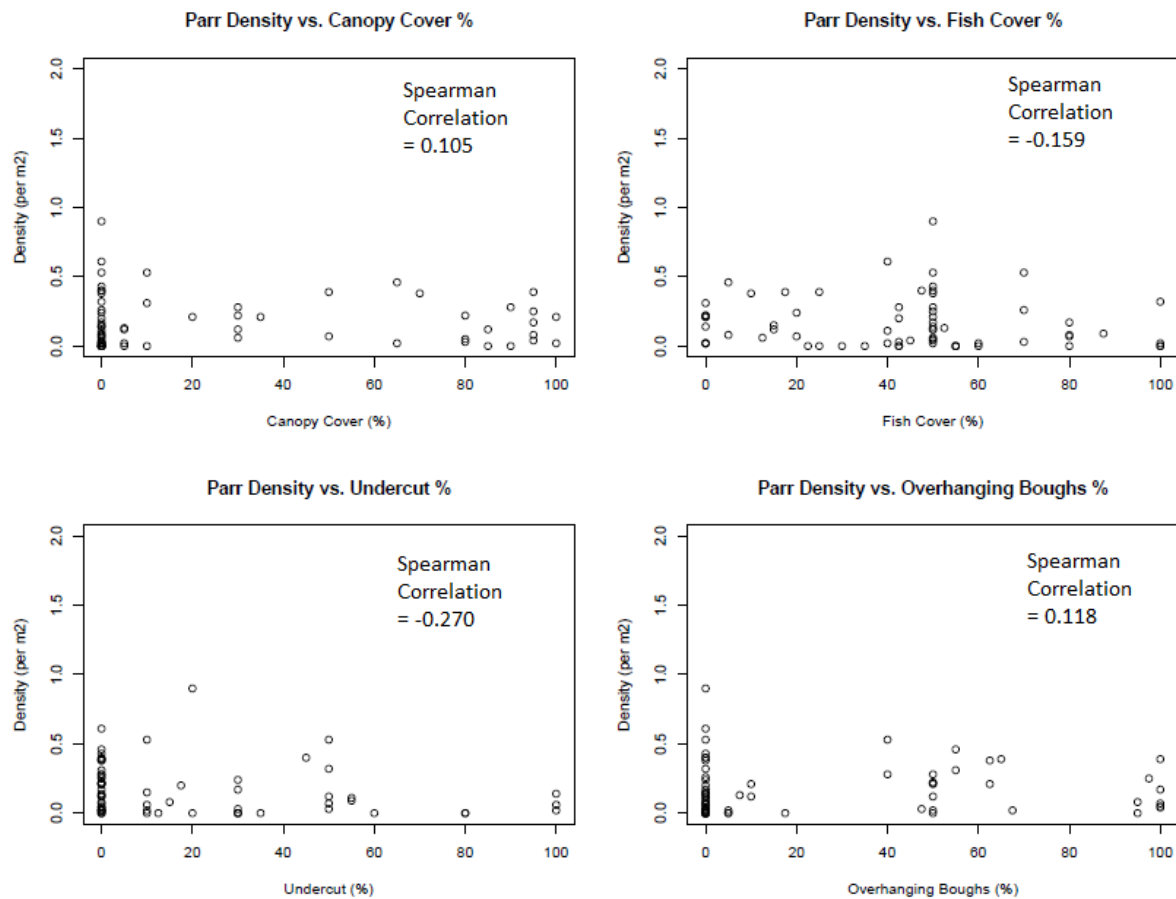 Parr Density vs. Canopy Cover %
Spearman
Correlation
= 0.105
Density (per m2)
0.0 0.5 1.0 1.5 2.0
0 20 40 60 80 100
Canopy Cover (%)
Parr Density vs. Fish Cover %
Spearman
Correlation
= -0.159
Density (per m2)
0.0 0.5 1.0 1.5 2.0
0 20 40 60 80 100
Fish Cover (%)
Parr Density vs. Undercut %
Spearman
Correlation
= -0.270
Density (per m2)
0.0 0.5 1.0 1.5 2.0
0 20 40 60 80 100
Undercut (%)
Parr Density vs. Overhanging Boughs %
Spearman
Correlation
= 0.118
Density (per m2)
0.0 0.5 1.0 1.5 2.0
0 20 40 60 80 100
Overhanging Boughs (%)